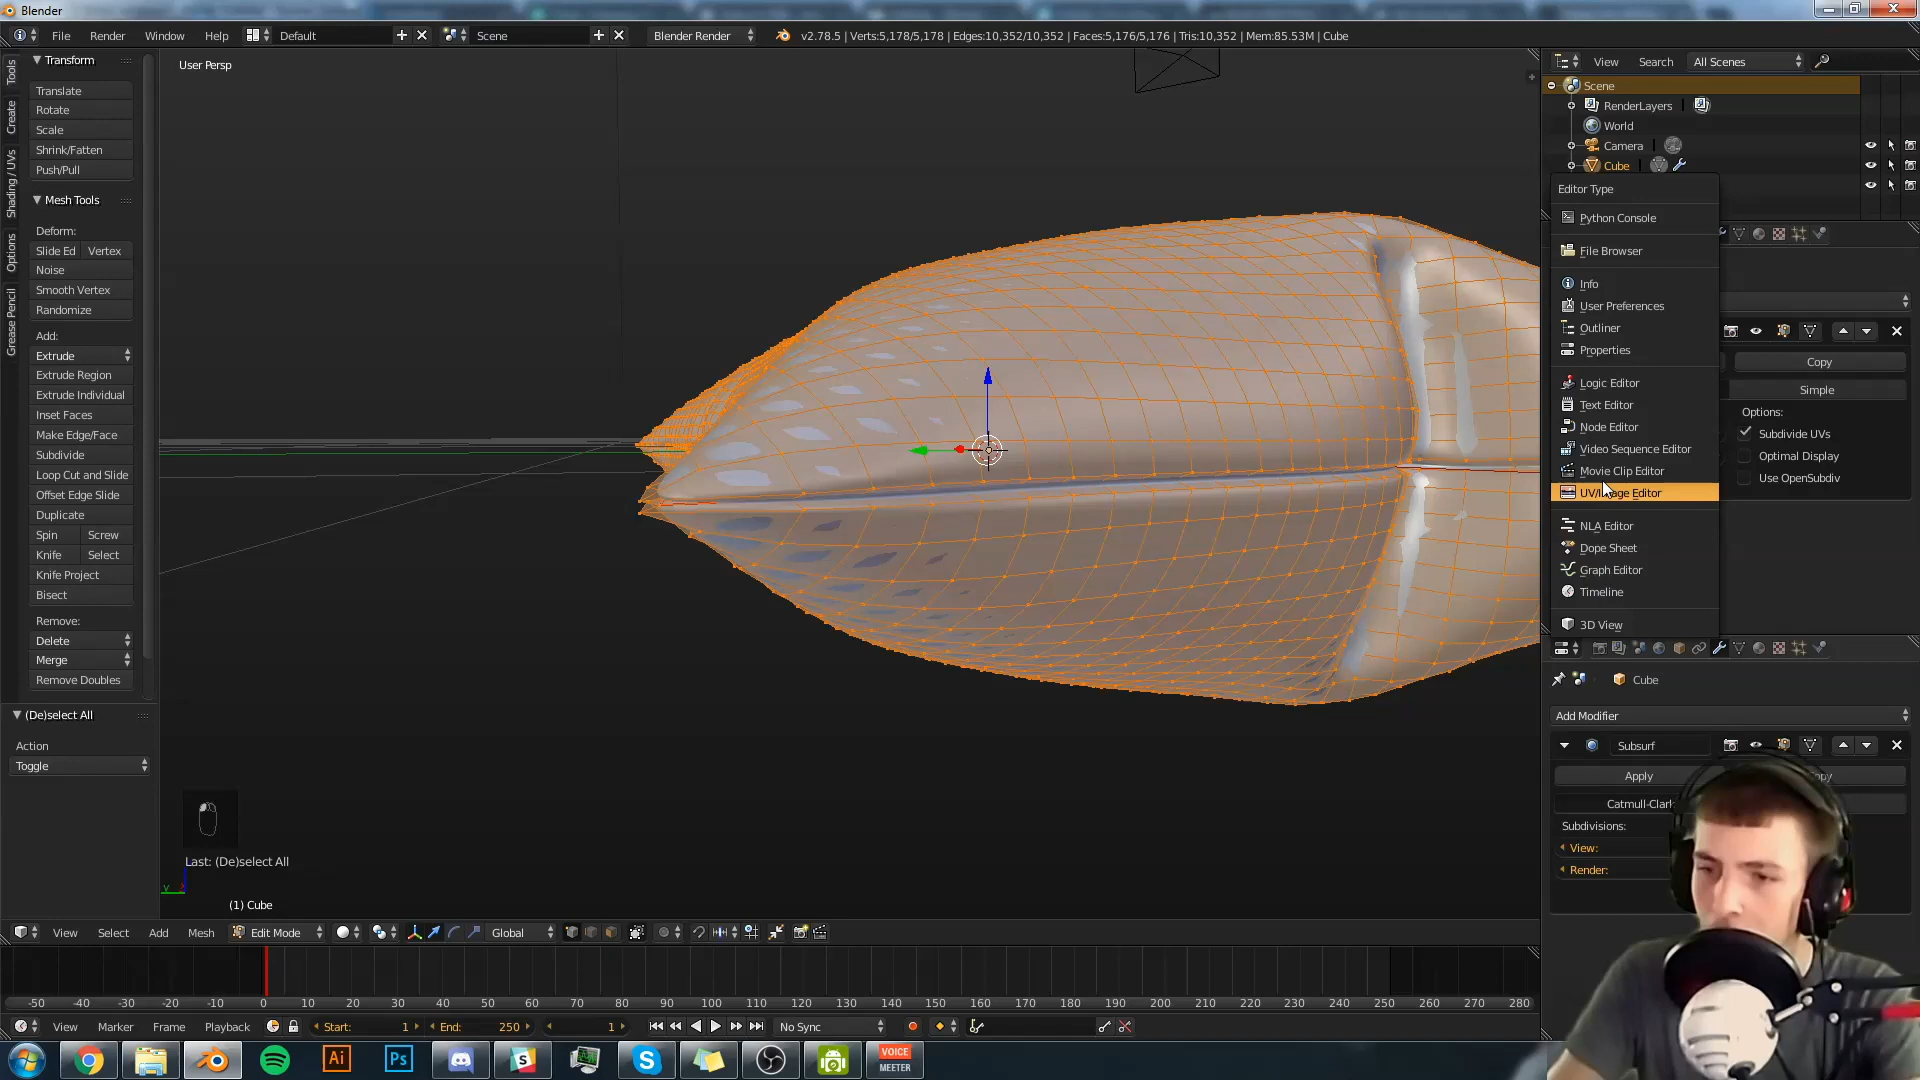 Blender
File Render Window Help Default Scene Blender Render v2.78.5 | Verts:5,178/5,178 | Edges:10,352/10,352 | Faces:5,176/5,176 | Tris:10,352 | Mem:85.53M | Cube
Tools
Create
Shading / UVs
Options
Grease Pencil
Transform
Translate
Rotate
Scale
Shrink/Fatten
Push/Pull
Mesh Tools
Deform:
Slide Ed Vertex
Noise
Smooth Vertex
Randomize
Add:
Extrude
Extrude Region
Extrude Individual
Inset Faces
Make Edge/Face
Subdivide
Loop Cut and Slide
Offset Edge Slide
Duplicate
Spin Screw
Knife Select
Knife Project
Bisect
Remove:
Delete
Merge
Remove Doubles
(De)select All
Action
Toggle
User Persp
Last: (De)select All
(1) Cube
View Search All Scenes
Scene
RenderLayers
World
Camera
Cube
Editor Type
Python Console
File Browser
Info
User Preferences
Outliner
Properties
Logic Editor
Text Editor
Node Editor
Video Sequence Editor
Movie Clip Editor
UV/Image Editor
NLA Editor
Dope Sheet
Graph Editor
Timeline
3D View
Copy
Simple
Options:
Subdivide UVs
Optimal Display
Use OpenSubdiv
Cube
Add Modifier
Subsurf
Apply
Catmull-Clark
Subdivisions:
View:
Render:
View Select Add Mesh Edit Mode Global
-50 -40 -30 -20 -10 0 10 20 30 40 50 60 70 80 90 100 110 120 130 140 150 160 170 180 190 200 210 220 230 240 250 260 270 280
View Marker Frame Playback Start: 1 End: 250 1 No Sync
Ai Ps VOICE
MEETER